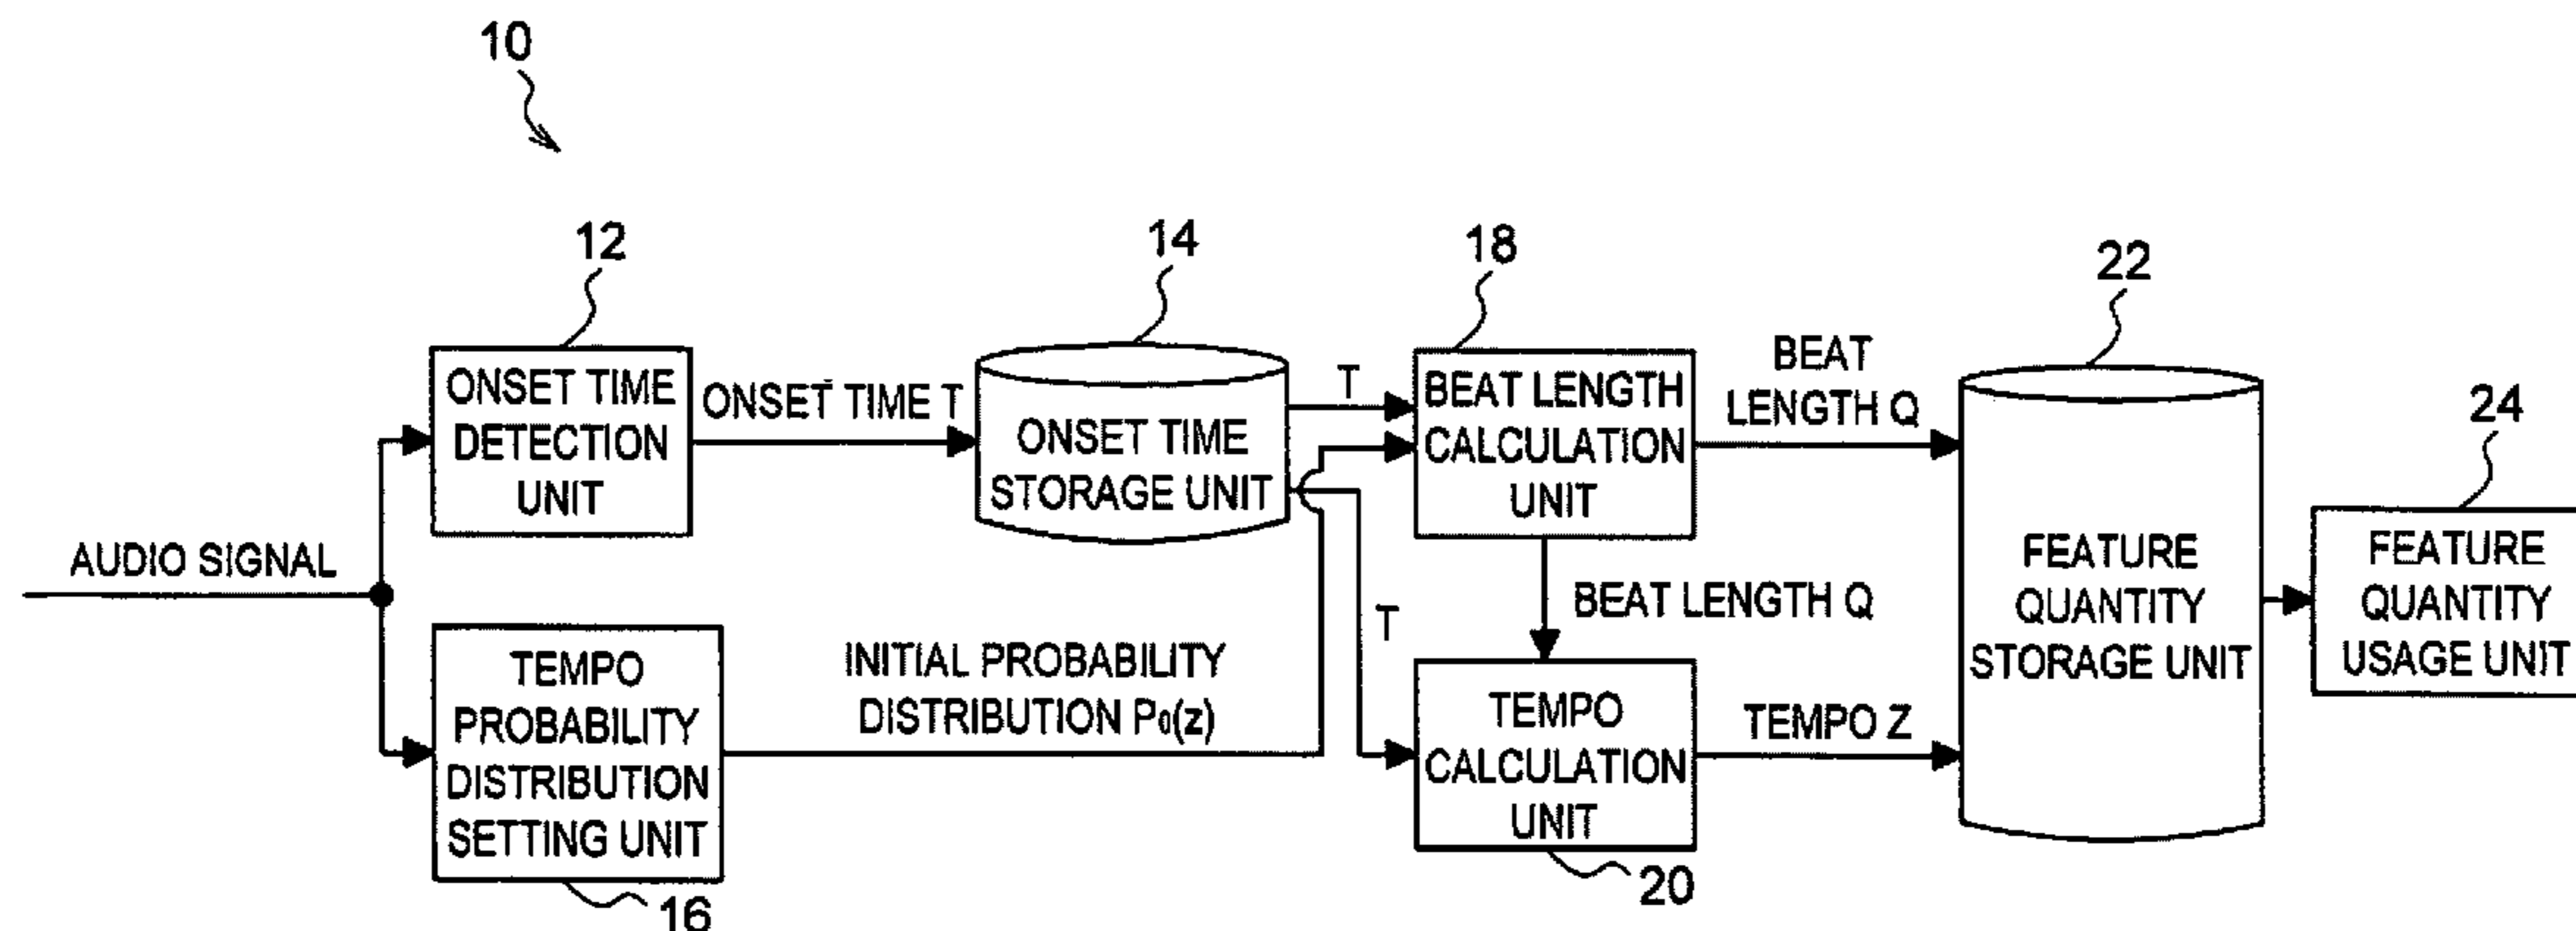 10
12
14
18
22
24
ONSET TIME
DETECTION
UNIT
ONSET TIME T
ONSET TIME
STORAGE UNIT
T
BEAT LENGTH
CALCULATION
UNIT
BEAT
LENGTH Q
AUDIO SIGNAL
BEAT LENGTH Q
T
FEATURE
QUANTITY
STORAGE UNIT
FEATURE
QUANTITY
USAGE UNIT
TEMPO
PROBABILITY
DISTRIBUTION
SETTING UNIT
INITIAL PROBABILITY
DISTRIBUTION P₀(z)
TEMPO
CALCULATION
UNIT
TEMPO Z
16
20